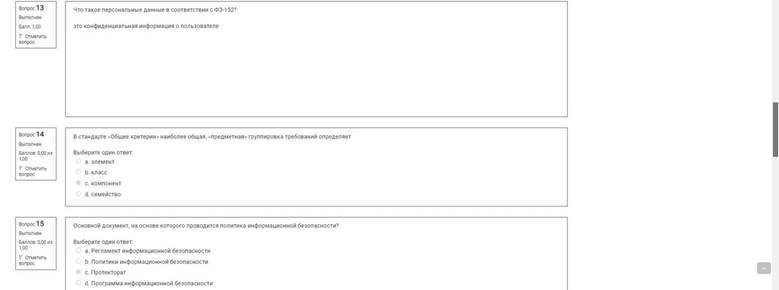 Вопрос 13
Выполнен
Балл: 1,00
Отметить вопрос
Что такое персональные данные в соответствии с ФЗ-152?
это конфиденциальная информация о пользователе
Вопрос 14
Выполнен
Баллов: 0,00 из 1,00
Отметить вопрос
В стандарте «Общие критерии» наиболее общая, «предметная» группировка требований определяет
Выберите один ответ:
a. элемент
b. класс
c. компонент
d. семейство
Вопрос 15
Выполнен
Баллов: 0,00 из 1,00
Отметить вопрос
Основной документ, на основе которого проводится политика информационной безопасности?
Выберите один ответ:
a. Регламент информационной безопасности
b. Политики информационной безопасности
c. Протекторат
d. Программа информационной безопасности